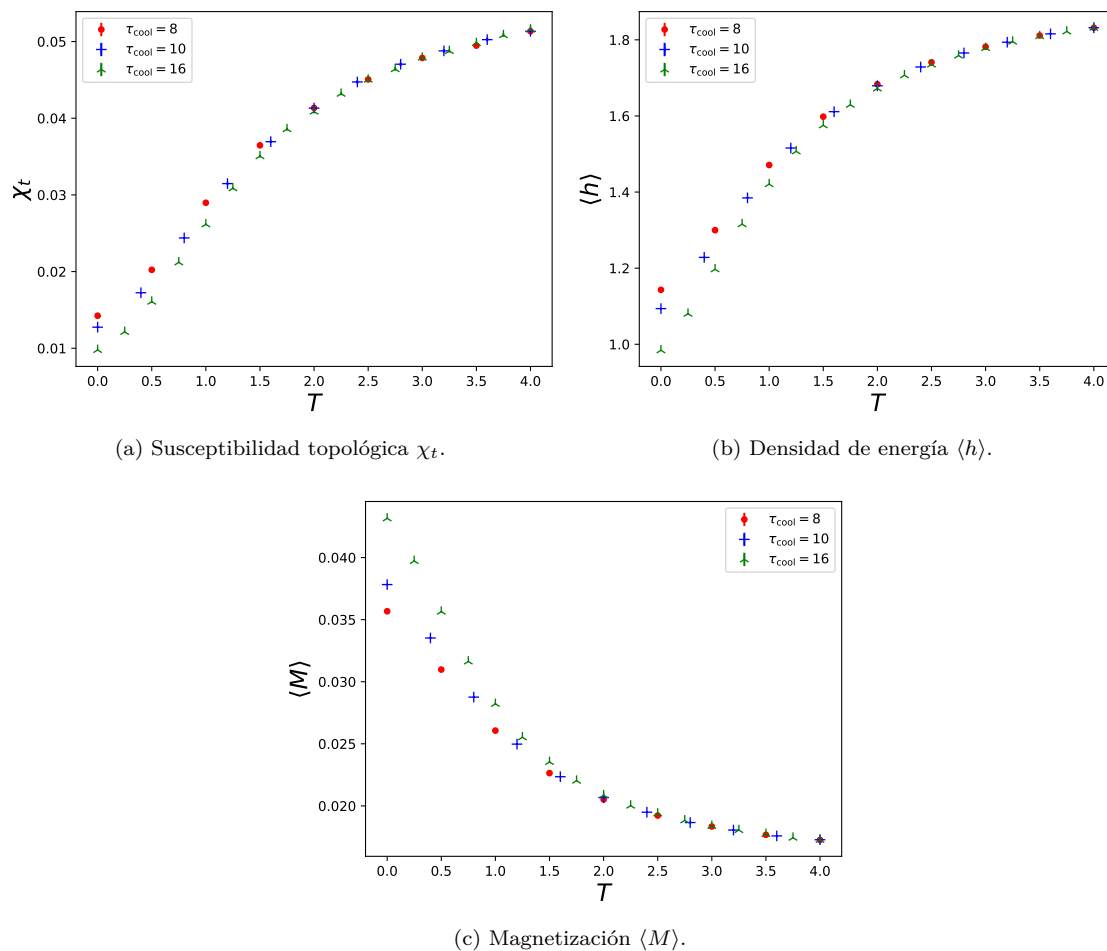 τcool = 8
τcool = 10
τcool = 16
0.05
0.04
0.03
0.02
0.01
χt
0.0 0.5 1.0 1.5 2.0 2.5 3.0 3.5 4.0
T
(a) Susceptibilidad topológica χt.
τcool = 8
τcool = 10
τcool = 16
1.8
1.6
1.4
1.2
1.0
⟨h⟩
0.0 0.5 1.0 1.5 2.0 2.5 3.0 3.5 4.0
T
(b) Densidad de energía ⟨h⟩.
τcool = 8
τcool = 10
τcool = 16
0.040
0.035
0.030
0.025
0.020
⟨M⟩
0.0 0.5 1.0 1.5 2.0 2.5 3.0 3.5 4.0
T
(c) Magnetización ⟨M⟩.